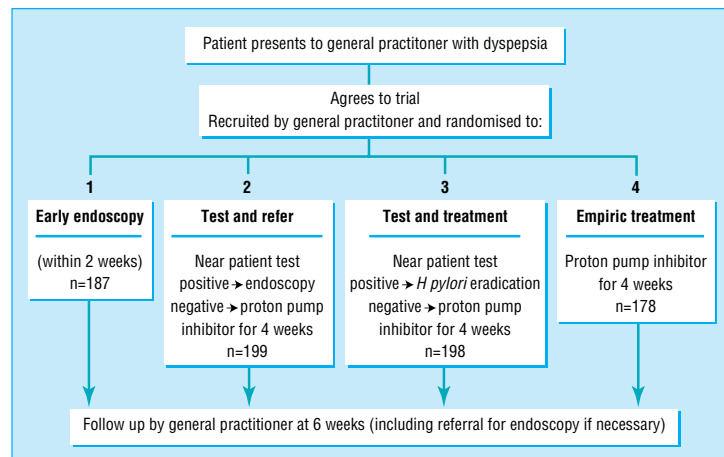 Patient presents to general practitioner with dyspepsia
Agrees to trial
Recruited by general practitioner and randomised to:
1
Early endoscopy
(within 2 weeks)
n=187
2
Test and refer
Near patient test
positive→endoscopy
negative→proton pump
inhibitor for 4 weeks
n=199
3
Test and treatment
Near patient test
positive→H pylori eradication
negative→proton pump
inhibitor for 4 weeks
n=198
4
Empiric treatment
Proton pump inhibitor
for 4 weeks
n=178
Follow up by general practitioner at 6 weeks (including referral for endoscopy if necessary)